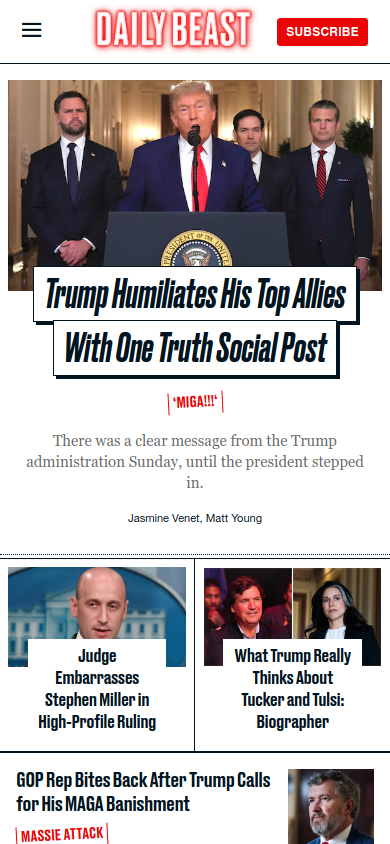 DAILY BEAST
SUBSCRIBE
PRESIDENT OF THE
Trump Humiliates His Top Allies
With One Truth Social Post
'MIGA!!!'
There was a clear message from the Trump
administration Sunday, until the president stepped
in.
Jasmine Venet, Matt Young
Judge
Embarrasses
Stephen Miller in
High-Profile Ruling
What Trump Really
Thinks About
Tucker and Tulsi:
Biographer
GOP Rep Bites Back After Trump Calls
for His MAGA Banishment
MASSIE ATTACK